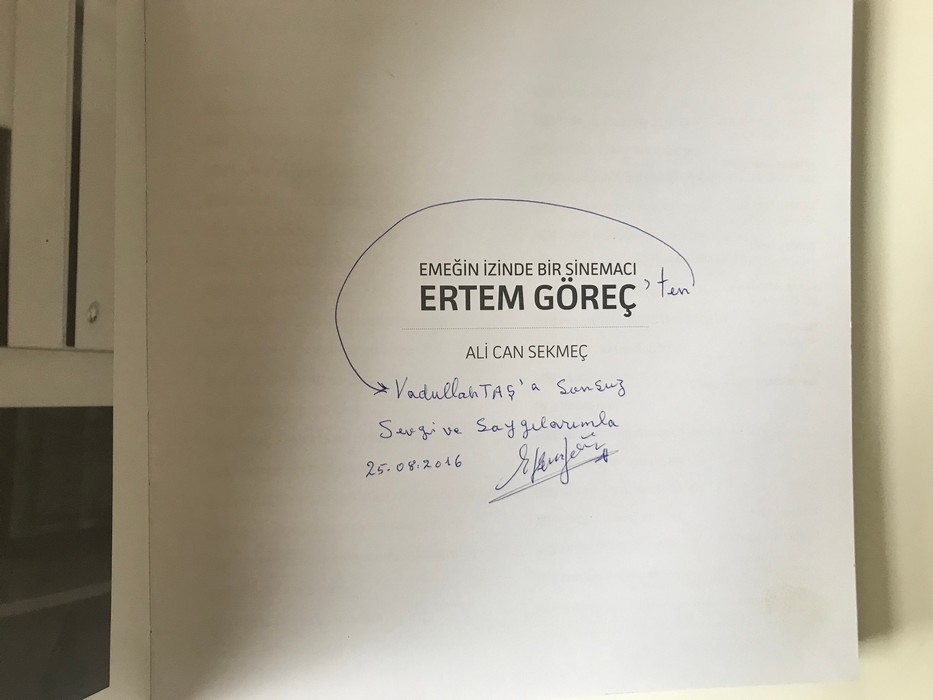 EMEĞİN İZİNDE BİR SİNEMACI
ERTEM GÖREÇ 'ten
ALİ CAN SEKMEÇ
VadullahTAŞ'a Sonsuz
Sevgi ve Saygılarımla
25.08.2016